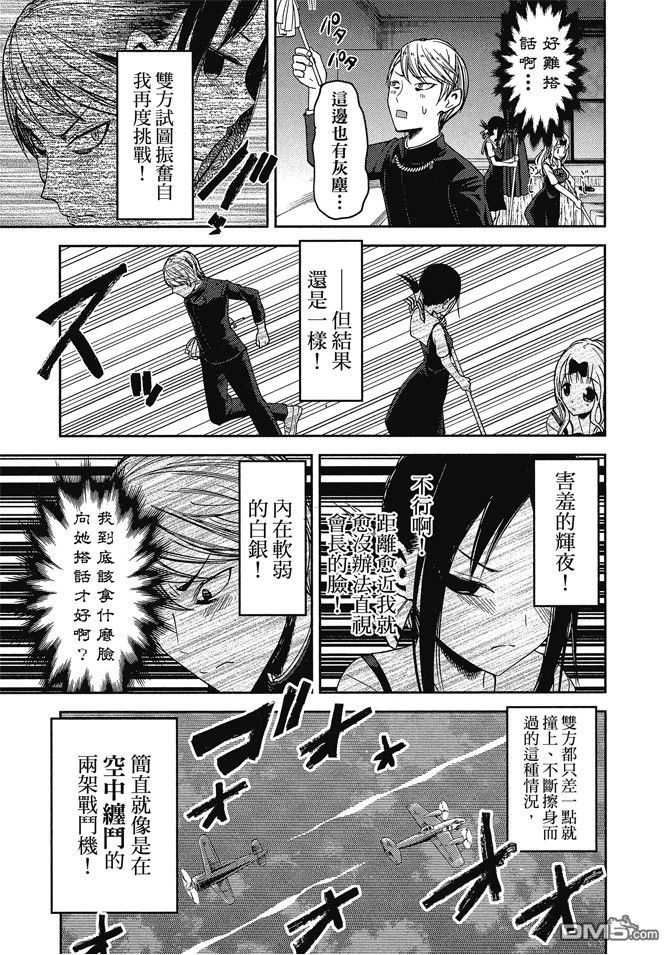 好難搭
話啊…
パタ
パタ
這邊也有灰塵…
雙方試圖振奮自
我再度挑戰！
──但結果
還是一樣！
害羞的輝夜！
不行啊！
距離愈近我就
愈沒辦法直視
會長的臉！
內在軟弱
的白銀！
我到底該拿什麼臉
向她搭話才好啊？
雙方都只差一點就
撞上、不斷擦身而
過的這種情況，
簡直就像是在
空中纏鬥的
兩架戰鬥機！
DM5.com